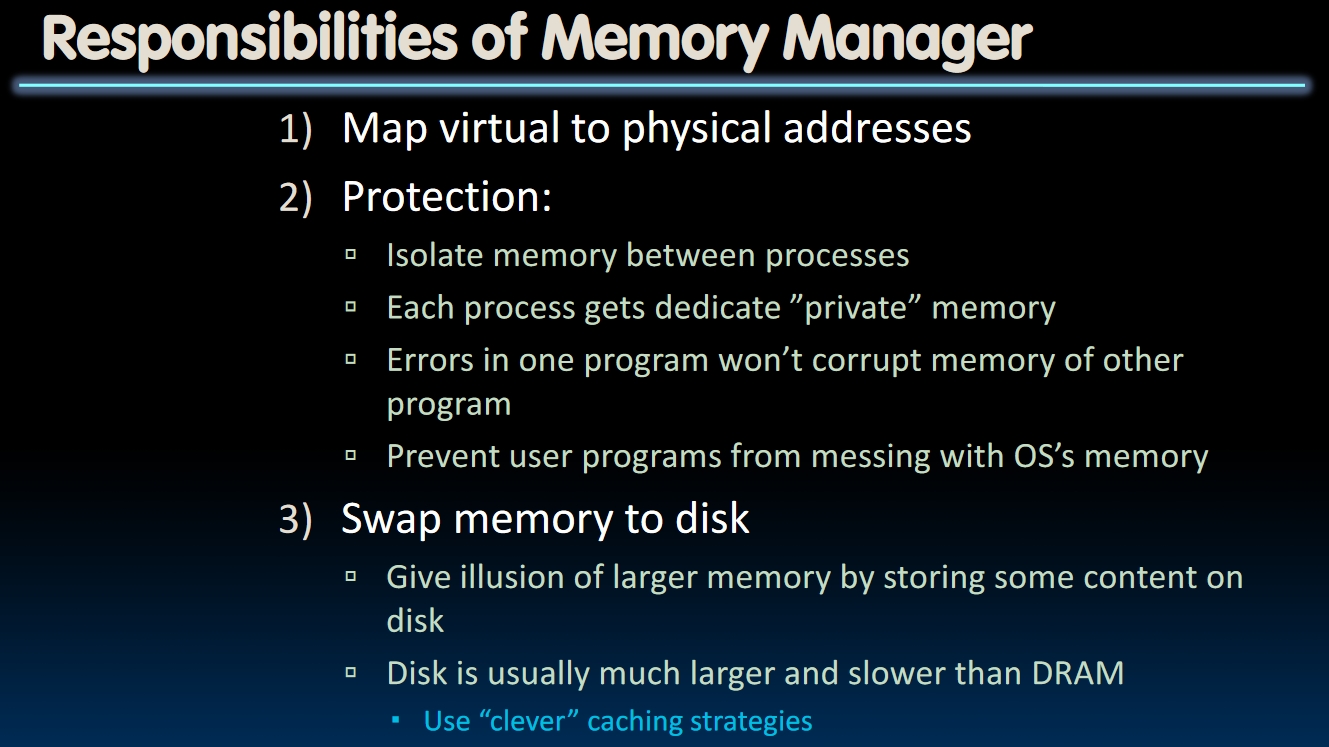 Responsibilities of Memory Manager
1) Map virtual to physical addresses
2) Protection:
▫ Isolate memory between processes
▫ Each process gets dedicate ”private” memory
▫ Errors in one program won’t corrupt memory of other
program
▫ Prevent user programs from messing with OS’s memory
3) Swap memory to disk
▫ Give illusion of larger memory by storing some content on
disk
▫ Disk is usually much larger and slower than DRAM
▪ Use “clever” caching strategies